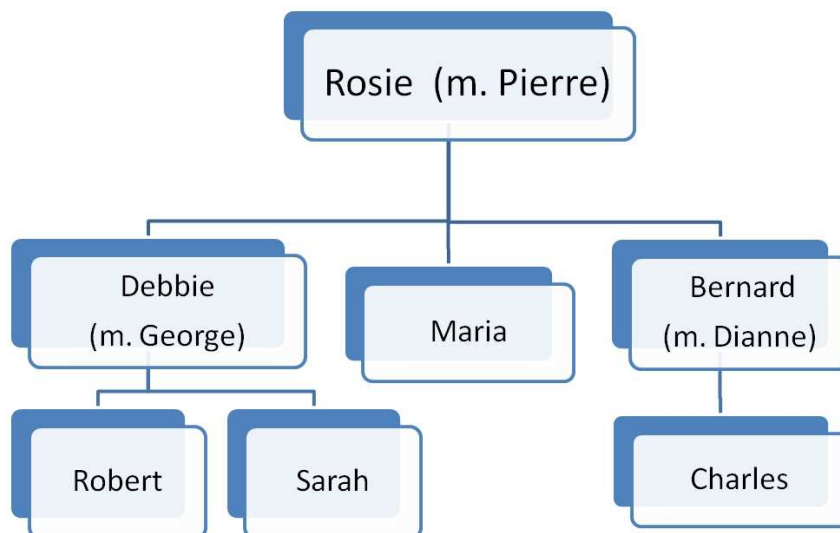 Rosie  (m. Pierre)
Debbie
(m. George)
Maria
Bernard
(m. Dianne)
Robert
Sarah
Charles